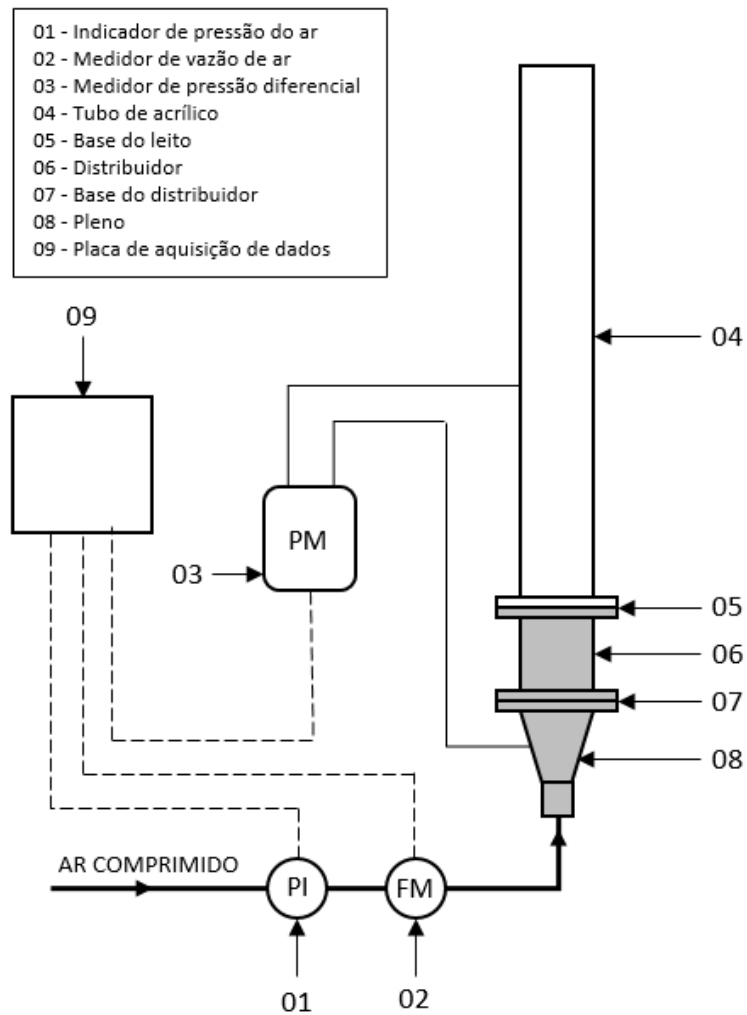 01 - Indicador de pressão do ar
02 - Medidor de vazão de ar
03 - Medidor de pressão diferencial
04 - Tubo de acrílico
05 - Base do leito
06 - Distribuidor
07 - Base do distribuidor
08 - Pleno
09 - Placa de aquisição de dados
09
04
PM
03
05
06
07
08
AR COMPRIMIDO
PI
FM
01
02